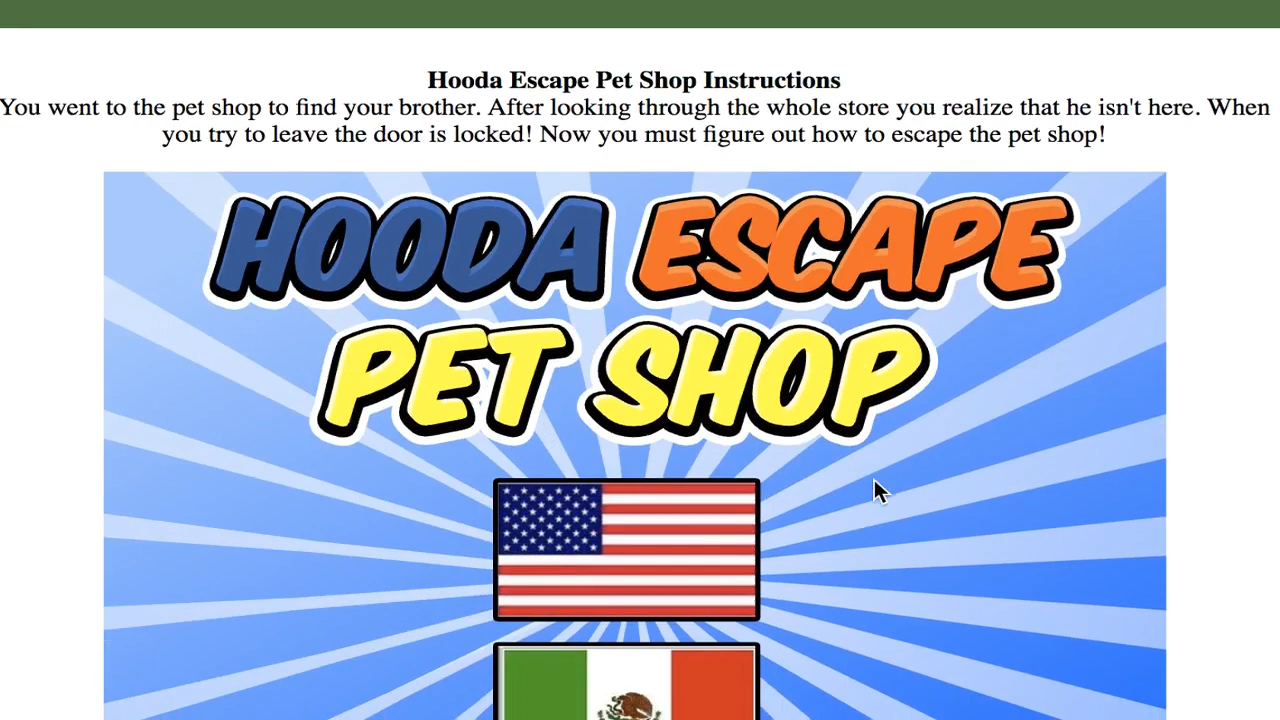 Hooda Escape Pet Shop Instructions
You went to the pet shop to find your brother. After looking through the whole store you realize that he isn't here. When
you try to leave the door is locked! Now you must figure out how to escape the pet shop!
HOODA ESCAPE
PET SHOP